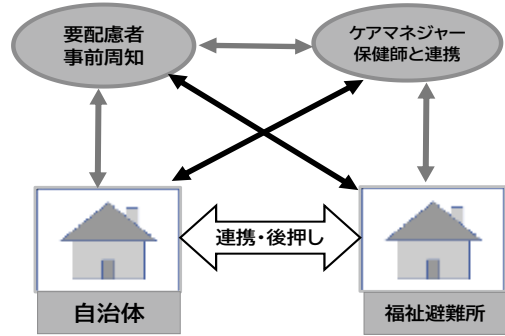 要配慮者
事前周知
ケアマネジャー
保健師と連携
連携・後押し
自治体
福祉避難所